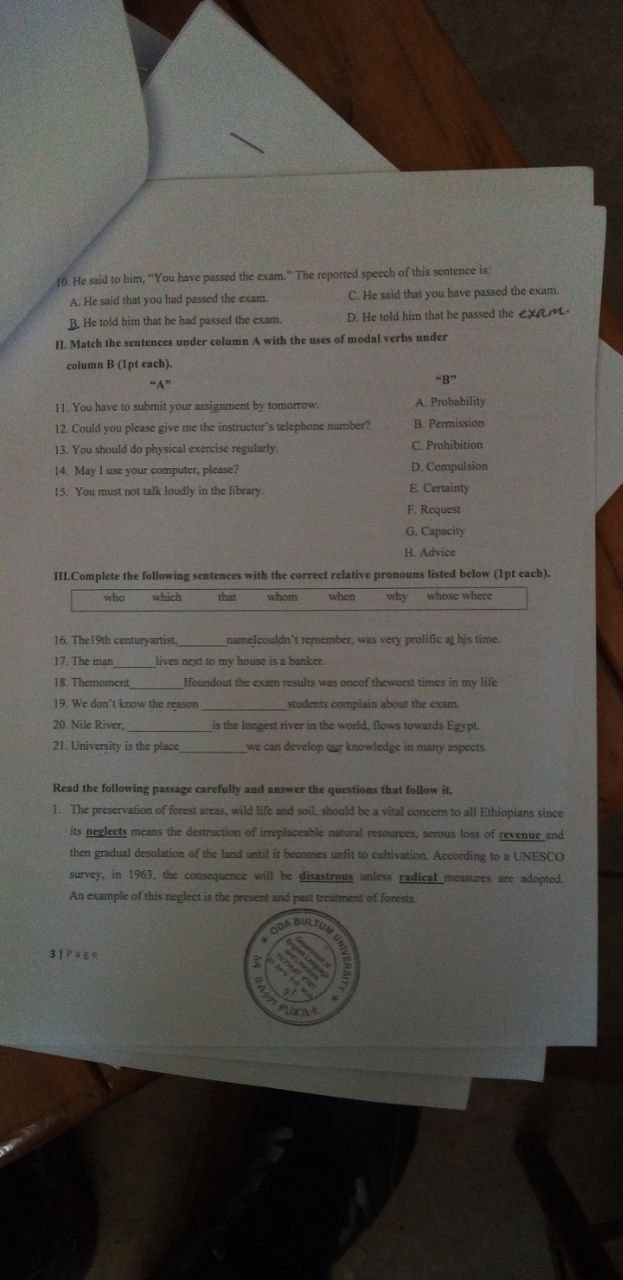 10. He said to him, “You have passed the exam.” The reported speech of this sentence is:
A. He said that you had passed the exam. C. He said that you have passed the exam.
B. He told him that he had passed the exam. D. He told him that he passed the exam.
II. Match the sentences under column A with the uses of modal verbs under
column B (1pt each).
“A” “B”
11. You have to submit your assignment by tomorrow. A. Probability
12. Could you please give me the instructor’s telephone number? B. Permission
13. You should do physical exercise regularly. C. Prohibition
14. May I use your computer, please? D. Compulsion
15. You must not talk loudly in the library. E. Certainty
F. Request
G. Capacity
H. Advice
III.Complete the following sentences with the correct relative pronouns listed below (1pt each).
who which that whom when why whose where
16. The19th centuryartist,________nameIcouldn’t remember, was very prolific at his time.
17. The man______lives next to my house is a banker.
18. Themoment________Ifoundout the exam results was oneof theworst times in my life
19. We don’t know the reason ____________students complain about the exam.
20. Nile River, ____________is the longest river in the world, flows towards Egypt.
21. University is the place_________we can develop our knowledge in many aspects.
Read the following passage carefully and answer the questions that follow it.
1. The preservation of forest areas, wild life and soil, should be a vital concern to all Ethiopians since
its neglects means the destruction of irreplaceable natural resources, serous loss of revenue and
then gradual desolation of the land until it becomes unfit to cultivation. According to a UNESCO
survey, in 1963, the consequence will be disastrous unless radical measures are adopted.
An example of this neglect is the present and past treatment of forests.
3 | Page
ODA BULTUM UNIVERSITY
Department of
English Language
and Literature